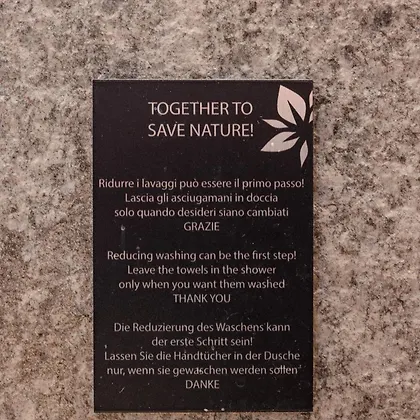 TOGETHER TO
SAVE NATURE!
Ridurre i lavaggi può essere il primo passo!
Lascia gli asciugamani in doccia
solo quando desideri siano cambiati
GRAZIE
Reducing washing can be the first step!
Leave the towels in the shower
only when you want them washed
THANK YOU
Die Reduzierung des Waschens kann
der erste Schritt sein!
Lassen Sie die Handtücher in der Dusche
nur, wenn sie gewaschen werden sollen
DANKE